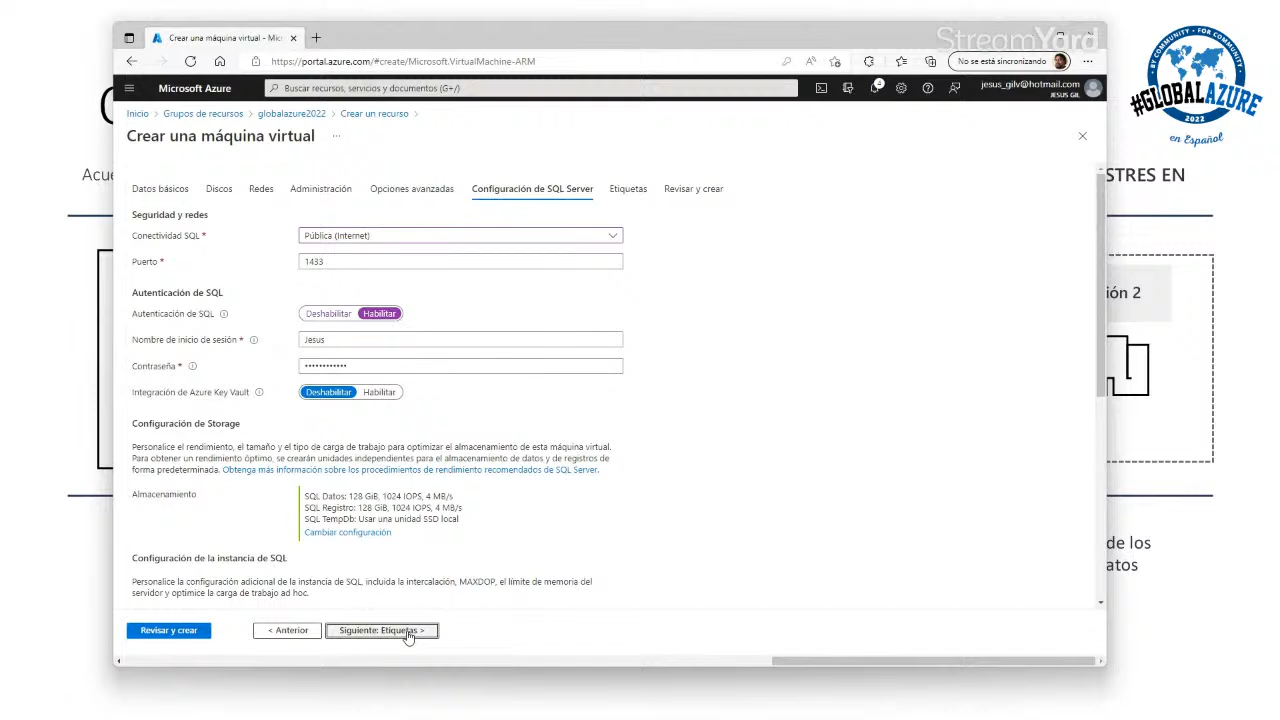 Crear una máquina virtual - Mic
StreamYard
https://portal.azure.com/#create/Microsoft.VirtualMachine-ARM
No se está sincronizando
Microsoft Azure
Buscar recursos, servicios y documentos (G+/)
jesus_gilv@hotmail.com
JESUS GIL
BY COMMUNITY · FOR COMMUNITY
#GLOBALAZURE
2022
en Español
Inicio > Grupos de recursos > globalazure2022 > Crear un recurso >
Crear una máquina virtual ...
Acue
STRES EN
Datos básicos Discos Redes Administración Opciones avanzadas Configuración de SQL Server Etiquetas Revisar y crear
Seguridad y redes
Conectividad SQL * Pública (Internet)
Puerto * 1433
Autenticación de SQL
ión 2
Autenticación de SQL Deshabilitar Habilitar
Nombre de inicio de sesión * Jesus
Contraseña * ••••••••••••
Integración de Azure Key Vault Deshabilitar Habilitar
Configuración de Storage
Personalice el rendimiento, el tamaño y el tipo de carga de trabajo para optimizar el almacenamiento de esta máquina virtual.
Para obtener un rendimiento óptimo, se crearán unidades independientes para el almacenamiento de datos y de registros de
forma predeterminada. Obtenga más información sobre los procedimientos de rendimiento recomendados de SQL Server.
Almacenamiento
SQL Datos: 128 GiB, 1024 IOPS, 4 MB/s
SQL Registro: 128 GiB, 1024 IOPS, 4 MB/s
SQL TempDb: Usar una unidad SSD local
Cambiar configuración
de los
atos
Configuración de la instancia de SQL
Personalice la configuración adicional de la instancia de SQL, incluida la intercalación, MAXDOP, el límite de memoria del
servidor y optimice la carga de trabajo ad hoc.
Revisar y crear < Anterior Siguiente: Etiquetas >